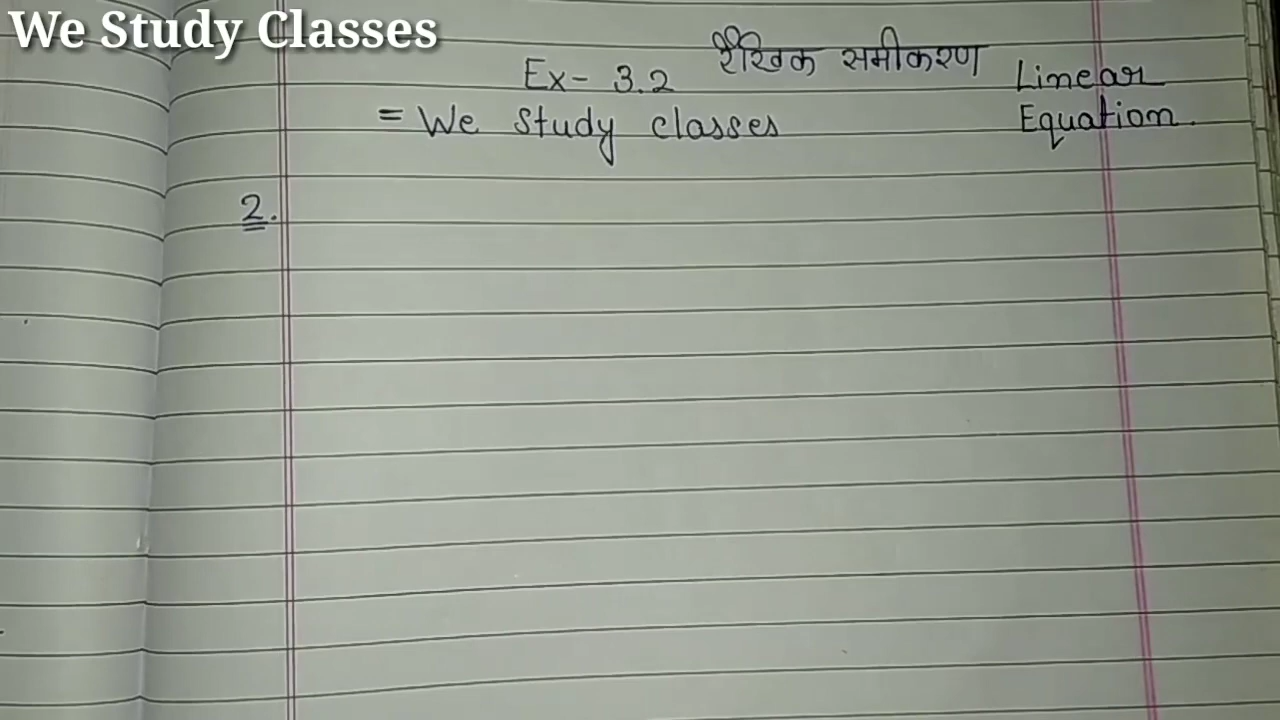 We Study Classes
Ex- 3.2 रैखिक समीकरण Linear
= We Study classes Equation.
2.